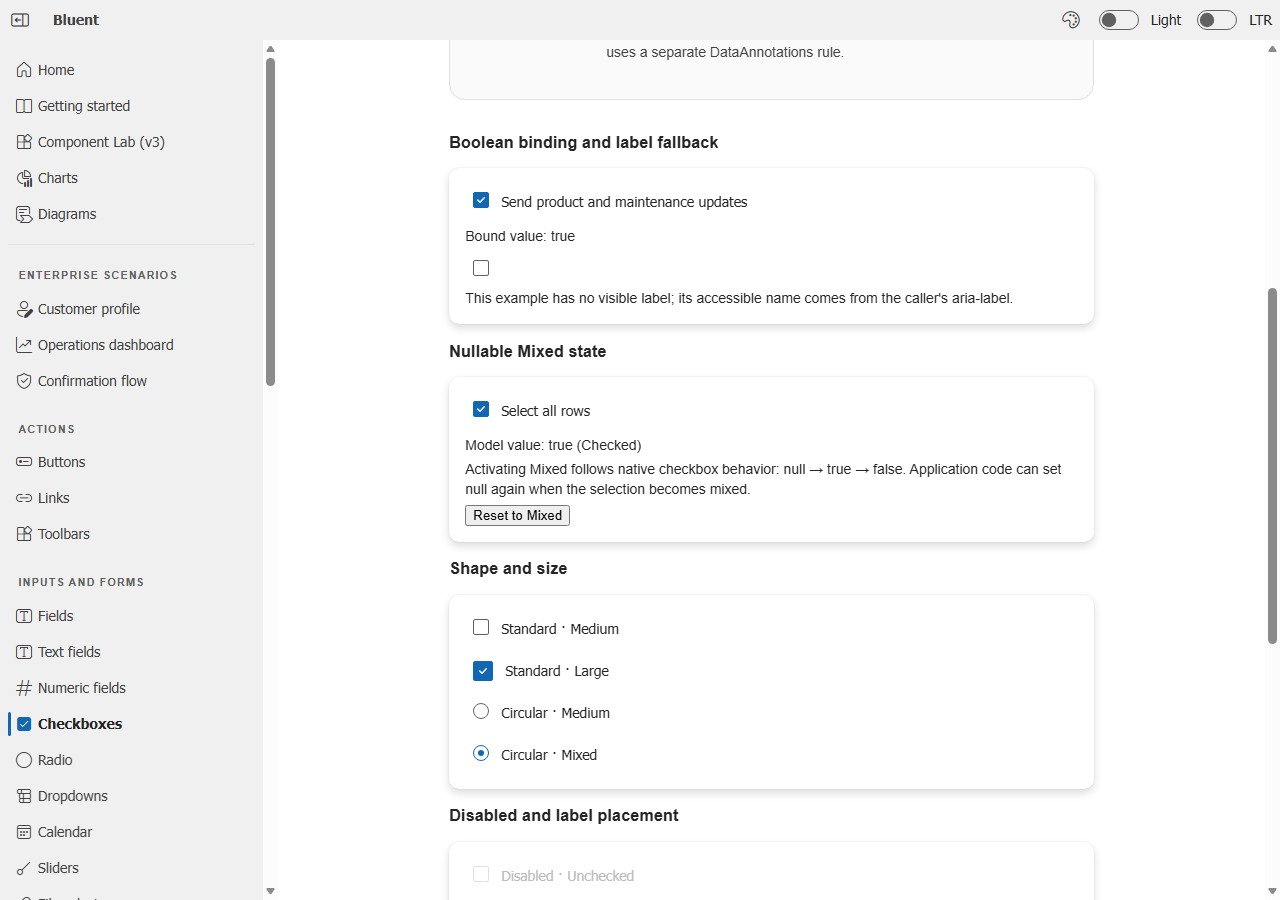 Bluent
Light
LTR
Home
Getting started
Component Lab (v3)
Charts
Diagrams
ENTERPRISE SCENARIOS
Customer profile
Operations dashboard
Confirmation flow
ACTIONS
Buttons
Links
Toolbars
INPUTS AND FORMS
Fields
Text fields
Numeric fields
Checkboxes
Radio
Dropdowns
Calendar
Sliders
uses a separate DataAnnotations rule.
Boolean binding and label fallback
Send product and maintenance updates
Bound value: true
This example has no visible label; its accessible name comes from the caller's aria-label.
Nullable Mixed state
Select all rows
Model value: true (Checked)
Activating Mixed follows native checkbox behavior: null → true → false. Application code can set
null again when the selection becomes mixed.
Reset to Mixed
Shape and size
Standard · Medium
Standard · Large
Circular · Medium
Circular · Mixed
Disabled and label placement
Disabled · Unchecked